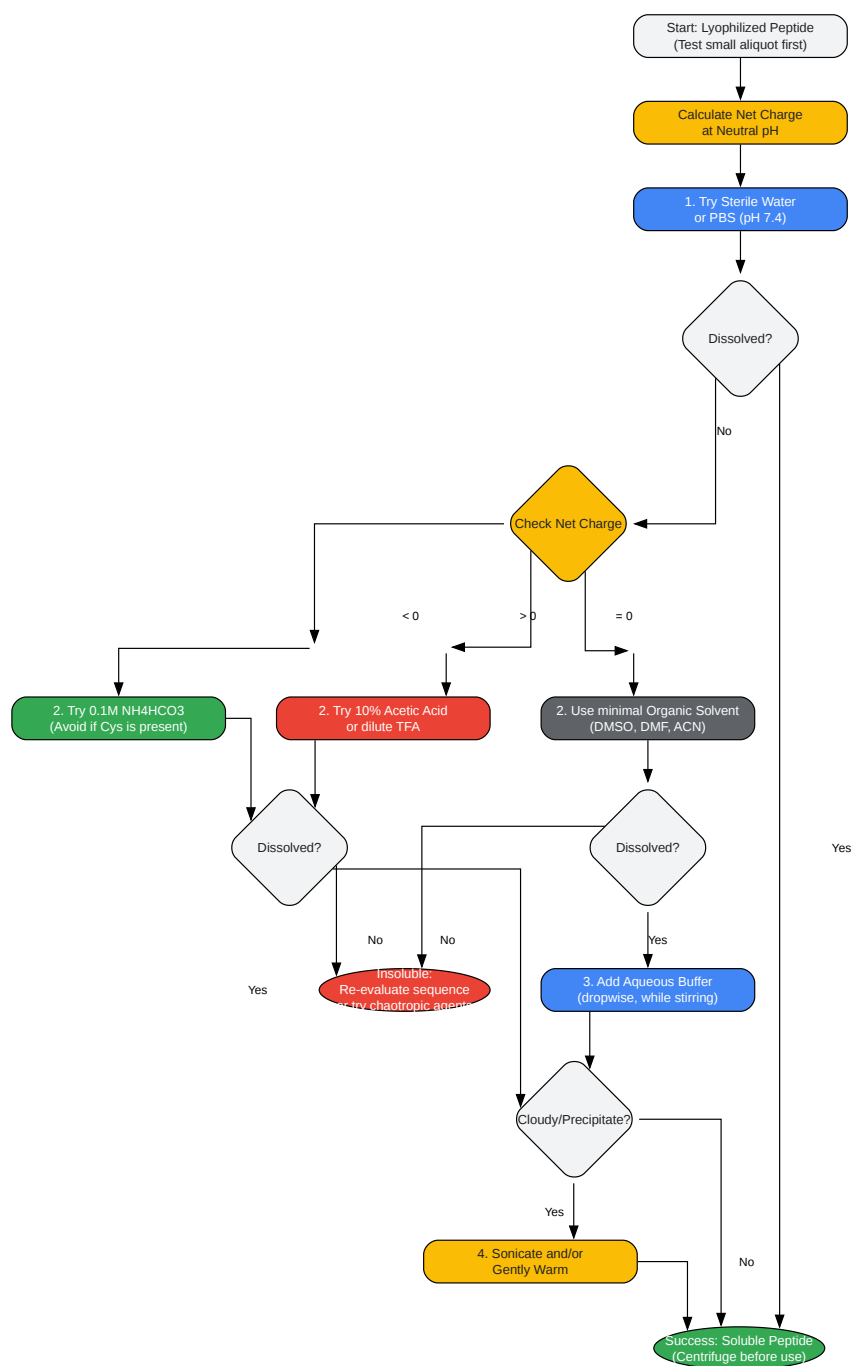 Start: Lyophilized Peptide
(Test small aliquot first)
Calculate Net Charge
at Neutral pH
1. Try Sterile Water
or PBS (pH 7.4)
Dissolved?
No
Check Net Charge
< 0
> 0
= 0
2. Try 0.1M NH4HCO3
(Avoid if Cys is present)
2. Try 10% Acetic Acid
or dilute TFA
2. Use minimal Organic Solvent
(DMSO, DMF, ACN)
Dissolved?
Dissolved?
Yes
No
No
Yes
Yes
Insoluble:
Re-evaluate sequence
or try chaotropic agents
3. Add Aqueous Buffer
(dropwise, while stirring)
Cloudy/Precipitate?
Yes
No
4. Sonicate and/or
Gently Warm
Success: Soluble Peptide
(Centrifuge before use)